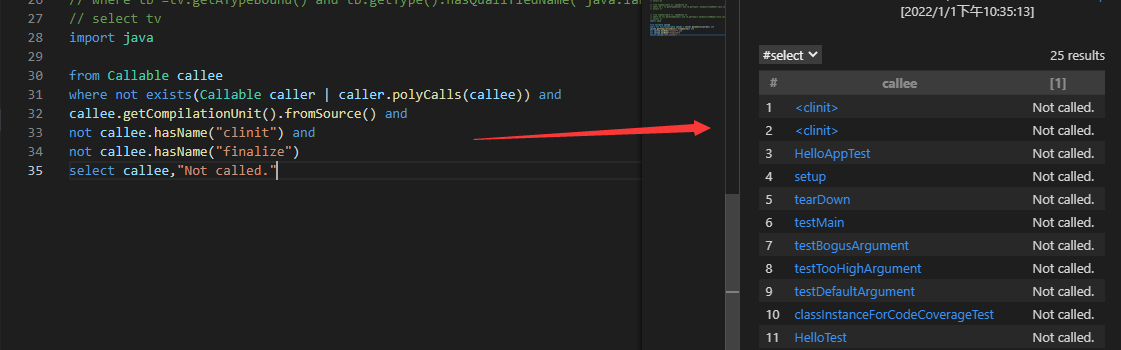 26 // where tb =tv.getATypeBound() and tb.getType().hasQualifiedName("java.lan
27 // select tv
28 import java
29
30 from Callable callee
31 where not exists(Callable caller | caller.polyCalls(callee)) and
32 callee.getCompilationUnit().fromSource() and
33 not callee.hasName("clinit") and
34 not callee.hasName("finalize")
35 select callee,"Not called."
[2022/1/1下午10:35:13]
#select 25 results
# callee [1]
1 <clinit> Not called.
2 <clinit> Not called.
3 HelloAppTest Not called.
4 setup Not called.
5 tearDown Not called.
6 testMain Not called.
7 testBogusArgument Not called.
8 testTooHighArgument Not called.
9 testDefaultArgument Not called.
10 classInstanceForCodeCoverageTest Not called.
11 HelloTest Not called.